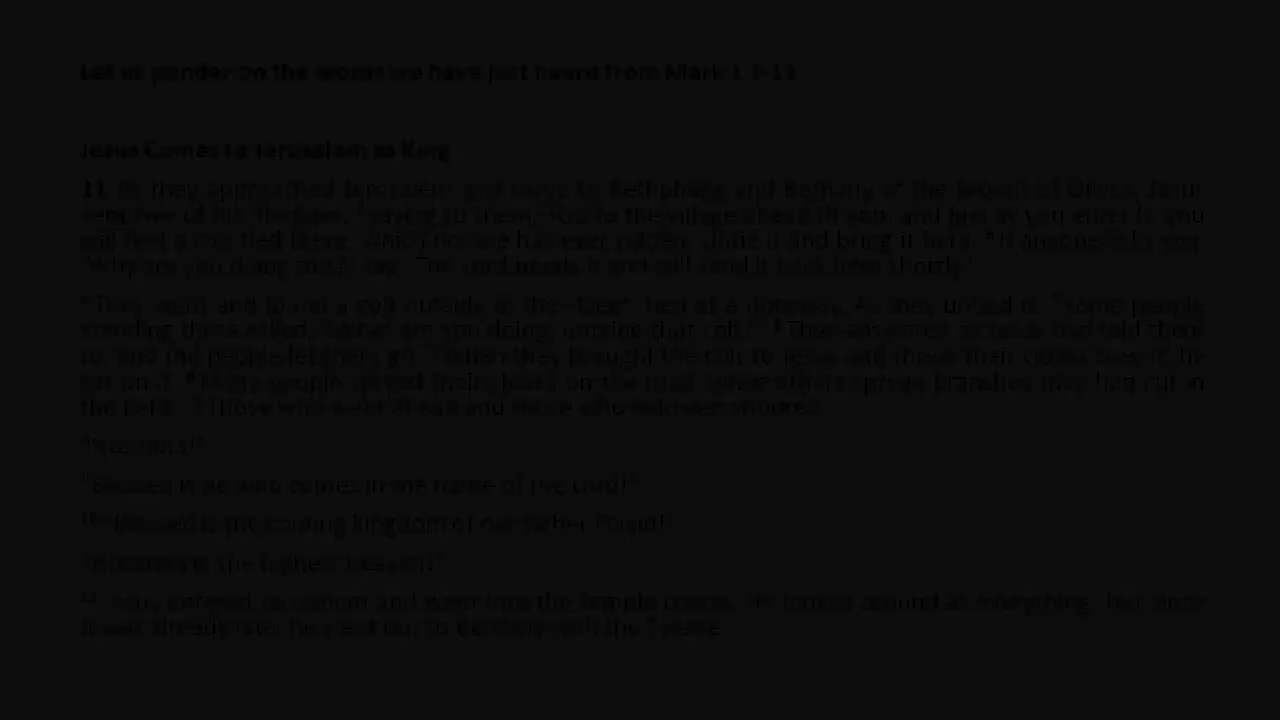 Let us ponder on the words we have just heard from Mark
Jesus Comes to Jerusalem as King
11 As they approached Jerusalem and came to Bethphage and Bethany at the Mount of Olives, Jesus
sent two of his disciples, saying to them, "Go to the village ahead of you, and just as you enter it, you
will find a colt tied there, which no one has ever ridden. Untie it and bring it here. If anyone asks you,
'Why are you doing this?' say, 'The Lord needs it and will send it back here shortly.'"
They went and found a colt outside in the street, tied at a doorway. As they untied it, some people
standing there asked, "What are you doing, untying that colt?" They answered as Jesus had told them
to, and the people let them go. When they brought the colt to Jesus and threw their cloaks over it, he
sat on it. Many people spread their cloaks on the road, while others spread branches they had cut in
the fields. Those who went ahead and those who followed shouted,
"Hosanna!"
"Blessed is he who comes in the name of the Lord!"
"Blessed is the coming kingdom of our father David!"
"Hosanna in the highest heaven!"
Jesus entered Jerusalem and went into the temple courts. He looked around at everything, but since
it was already late, he went out to Bethany with the Twelve.